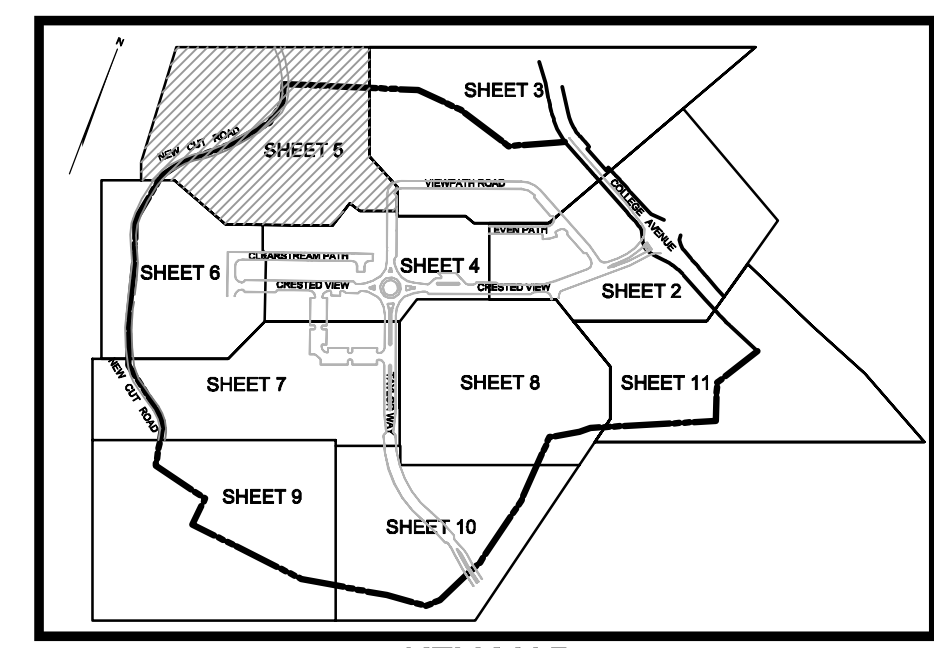 N
SHEET 3
NEW CUT ROAD
SHEET 5
VIEWPATH ROAD
COLLEGE AVENUE
EVEN PATH
CLEARSTREAM PATH
SHEET 4
SHEET 6
CRESTED VIEW
CRESTED VIEW
SHEET 2
SHEET 7
SHEET 8
SHEET 11
NEW CUT ROAD
WAY
SHEET 9
SHEET 10